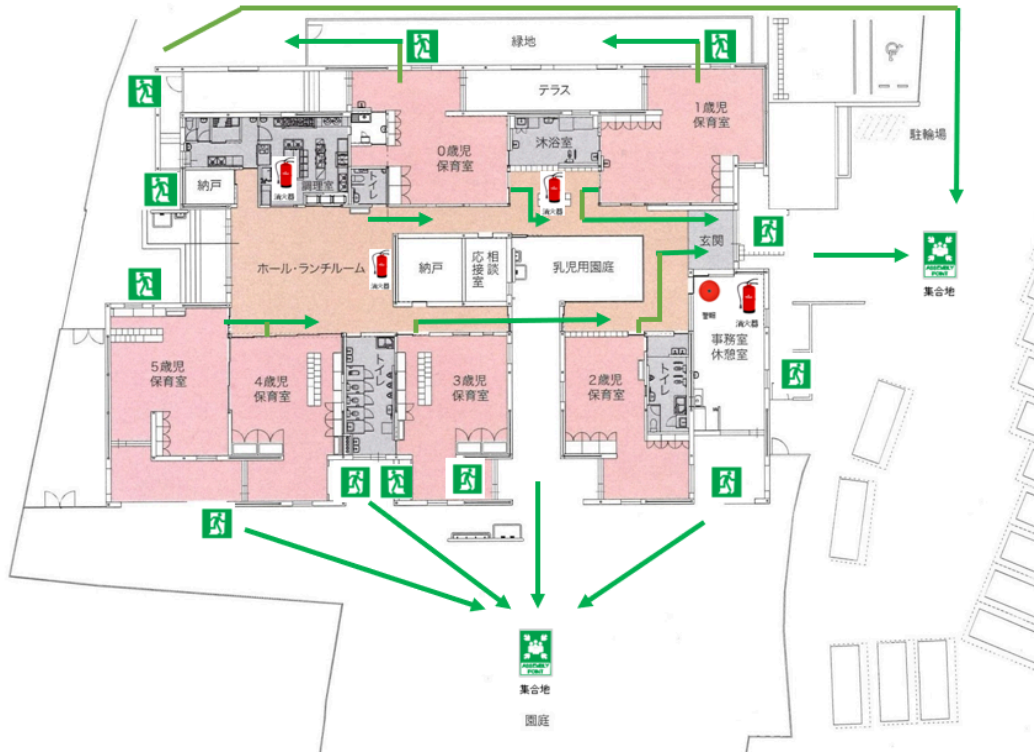 緑地
テラス
1歳児
保育室
駐輪場
沐浴室
0歳児
保育室
トイレ
調理室
消火器
納戸
消火器
玄関
ASSEMBLY
POINT
集合地
ホール・ランチルーム
消火器
納戸
相談
応接室
乳児用園庭
警報
消火器
事務室
休憩室
5歳児
保育室
4歳児
保育室
トイレ
3歳児
保育室
2歳児
保育室
トイレ
ASSEMBLY
POINT
集合地
園庭